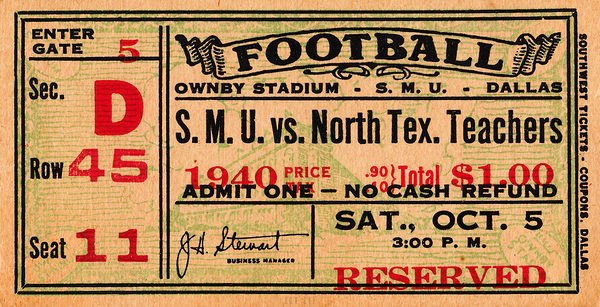 ENTER
GATE 5
Sec. D
Row 45
Seat 11
FOOTBALL
OWNBY STADIUM - S. M. U. - DALLAS
S. M. U. vs. North Tex. Teachers
1940 PRICE .90 } Total $1.00
TAX .10
ADMIT ONE — NO CASH REFUND
J.H. Stewart
BUSINESS MANAGER
SAT., OCT. 5
3:00 P. M.
RESERVED
SOUTHWEST TICKETS - COUPONS, DALLAS